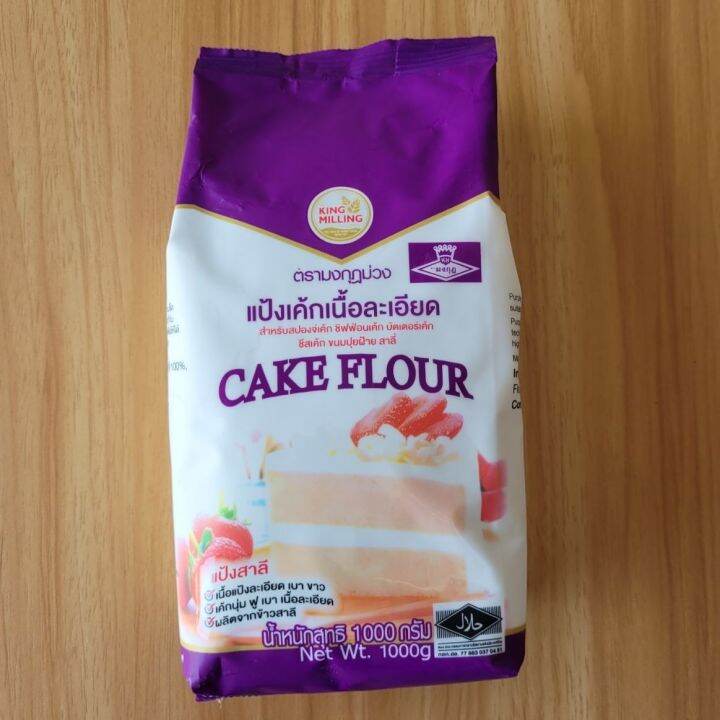 KING
MILLING
ตรามงกุฎม่วง
KM
มงกุฎ
แป้งเค้กเนื้อละเอียด
สำหรับสปองจ์เค้ก ชิฟฟ่อนเค้ก บัตเตอร์เค้ก
ชีสเค้ก ขนมปุยฝ้าย สาลี่
CAKE FLOUR
100%,
แป้งสาลี
เนื้อแป้งละเอียด เบา ขาว
เค้กนุ่ม ฟู เบา เนื้อละเอียด
ผลิตจากข้าวสาลี
น้ำหนักสุทธิ 1000 กรัม
Net Wt. 1000g
حلال